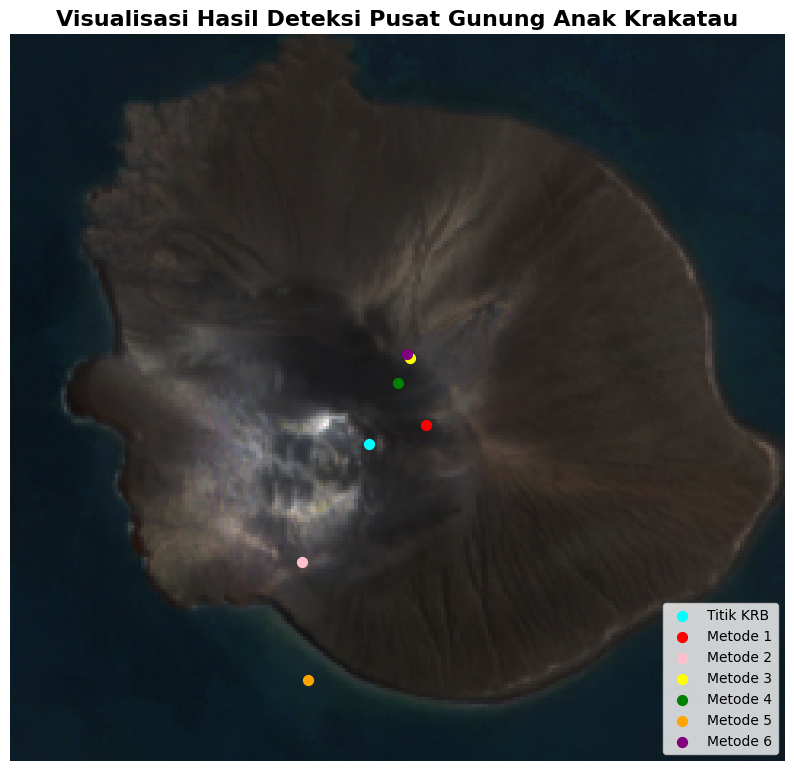 Visualisasi Hasil Deteksi Pusat Gunung Anak Krakatau
Titik KRB
Metode 1
Metode 2
Metode 3
Metode 4
Metode 5
Metode 6